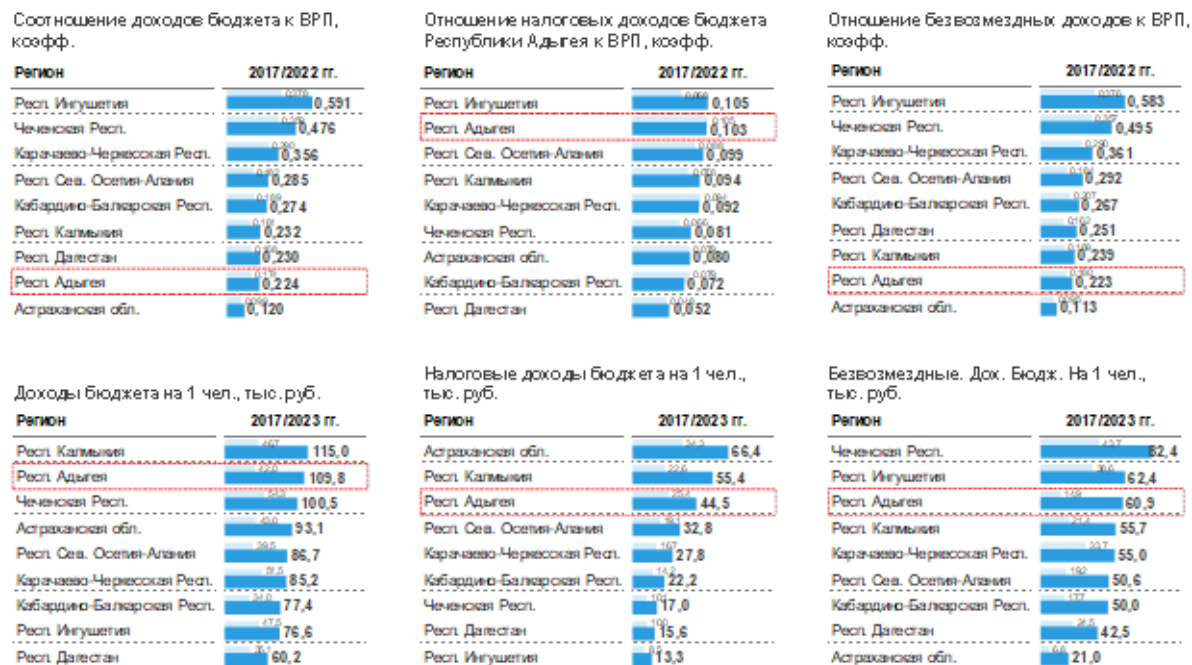 Соотношение доходов бюджета к ВРП,
коэфф.
Регион 2017/2022 гг.
Респ. Ингушетия 0,591
Чеченская Респ. 0,476
Карачаево-Черкесская Респ. 0,356
Респ. Сев. Осетия-Алания 0,285
Кабардино-Балкарская Респ. 0,274
Респ. Калмыкия 0,232
Респ. Дагестан 0,230
Респ. Адыгея 0,224
Астраханская обл. 0,120
Отношение налоговых доходов бюджета
Республики Адыгея к ВРП, коэфф.
Регион 2017/2022 гг.
Респ. Ингушетия 0,105
Респ. Адыгея 0,103
Респ. Сев. Осетия-Алания 0,099
Респ. Калмыкия 0,094
Карачаево-Черкесская Респ. 0,092
Чеченская Респ. 0,081
Астраханская обл. 0,080
Кабардино-Балкарская Респ. 0,072
Респ. Дагестан 0,052
Отношение безвозмездных доходов к ВРП,
коэфф.
Регион 2017/2022 гг.
Респ. Ингушетия 0,583
Чеченская Респ. 0,495
Карачаево-Черкесская Респ. 0,361
Респ. Сев. Осетия-Алания 0,292
Кабардино-Балкарская Респ. 0,267
Респ. Дагестан 0,251
Респ. Калмыкия 0,239
Респ. Адыгея 0,223
Астраханская обл. 0,113
Доходы бюджета на 1 чел., тыс. руб.
Регион 2017/2023 гг.
Респ. Калмыкия 115,0
Респ. Адыгея 109,8
Чеченская Респ. 100,5
Астраханская обл. 93,1
Респ. Сев. Осетия-Алания 86,7
Карачаево-Черкесская Респ. 85,2
Кабардино-Балкарская Респ. 77,4
Респ. Ингушетия 76,6
Респ. Дагестан 60,2
Налоговые доходы бюджета на 1 чел.,
тыс. руб.
Регион 2017/2023 гг.
Астраханская обл. 66,4
Респ. Калмыкия 55,4
Респ. Адыгея 44,5
Респ. Сев. Осетия-Алания 32,8
Карачаево-Черкесская Респ. 27,8
Кабардино-Балкарская Респ. 22,2
Чеченская Респ. 17,0
Респ. Дагестан 15,6
Респ. Ингушетия 13,3
Безвозмездные. Дох. Бюдж. На 1 чел.,
тыс. руб.
Регион 2017/2023 гг.
Чеченская Респ. 82,4
Респ. Ингушетия 62,4
Респ. Адыгея 60,9
Респ. Калмыкия 55,7
Карачаево-Черкесская Респ. 55,0
Респ. Сев. Осетия-Алания 50,6
Кабардино-Балкарская Респ. 50,0
Респ. Дагестан 42,5
Астраханская обл. 21,0